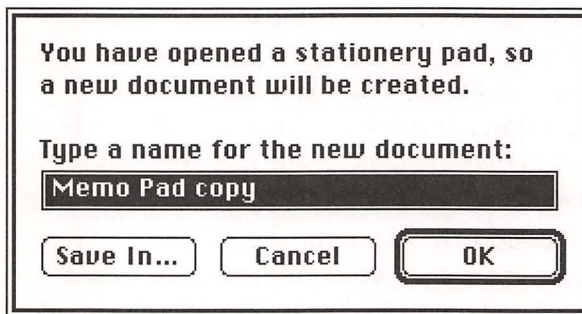 You have opened a stationery pad, so
a new document will be created.
Type a name for the new document:
Memo Pad copy
Save In... Cancel OK